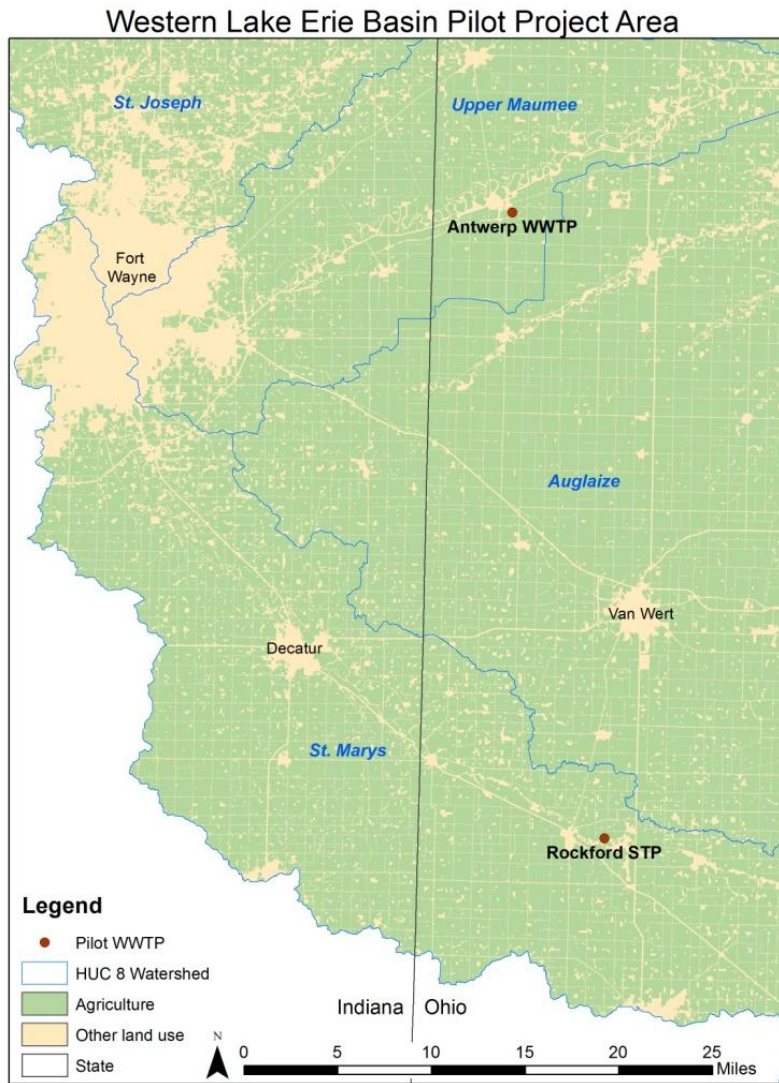 Western Lake Erie Basin Pilot Project Area
St. Joseph
Upper Maumee
Antwerp WWTP
Fort
Wayne
Auglaize
Van Wert
Decatur
St. Marys
Rockford STP
Legend
Pilot WWTP
HUC 8 Watershed
Agriculture
Other land use
State
Indiana
Ohio
N
0 5 10 15 20 25
Miles